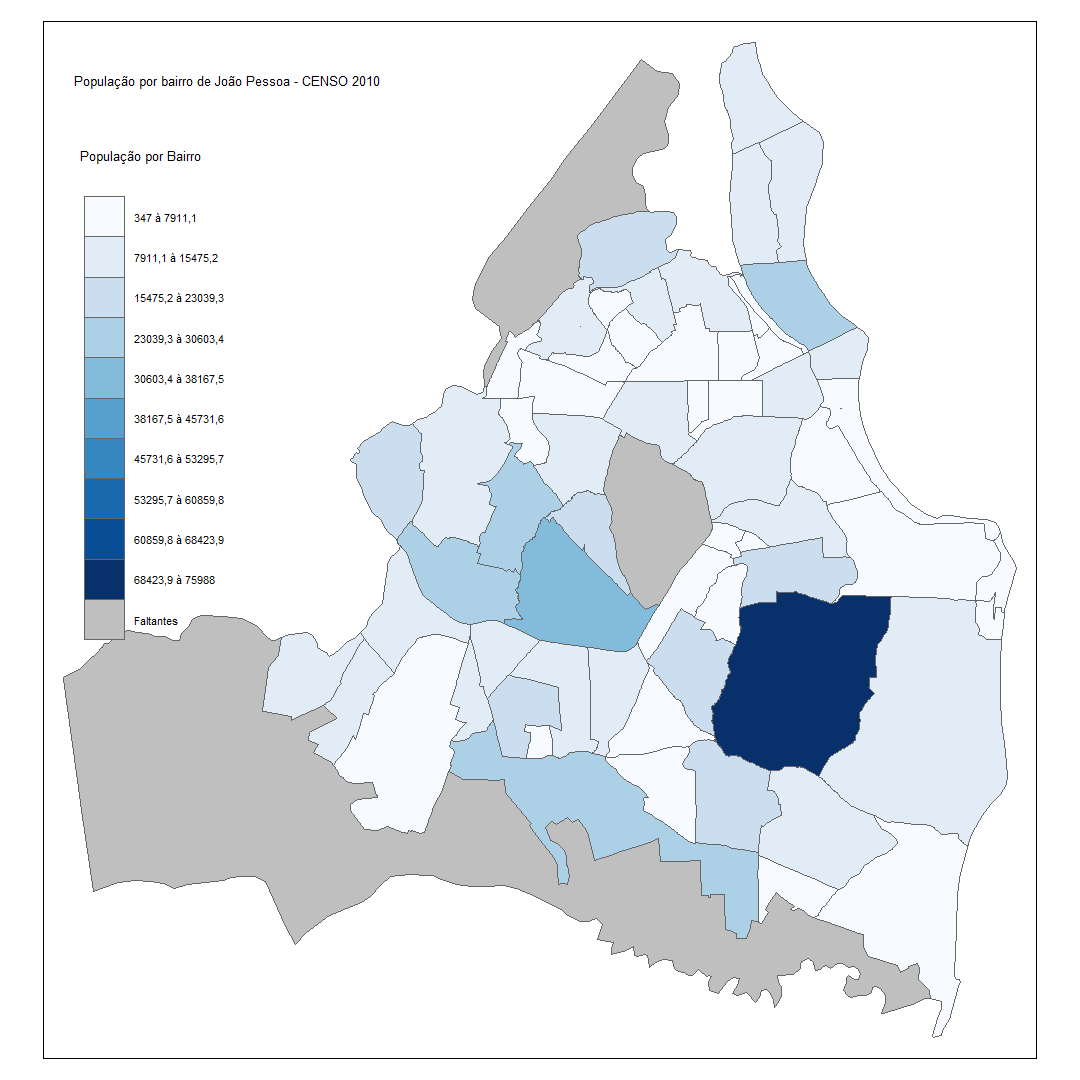 População por bairro de João Pessoa - CENSO 2010
População por Bairro
347 à 7911,1
7911,1 à 15475,2
15475,2 à 23039,3
23039,3 à 30603,4
30603,4 à 38167,5
38167,5 à 45731,6
45731,6 à 53295,7
53295,7 à 60859,8
60859,8 à 68423,9
68423,9 à 75988
Faltantes